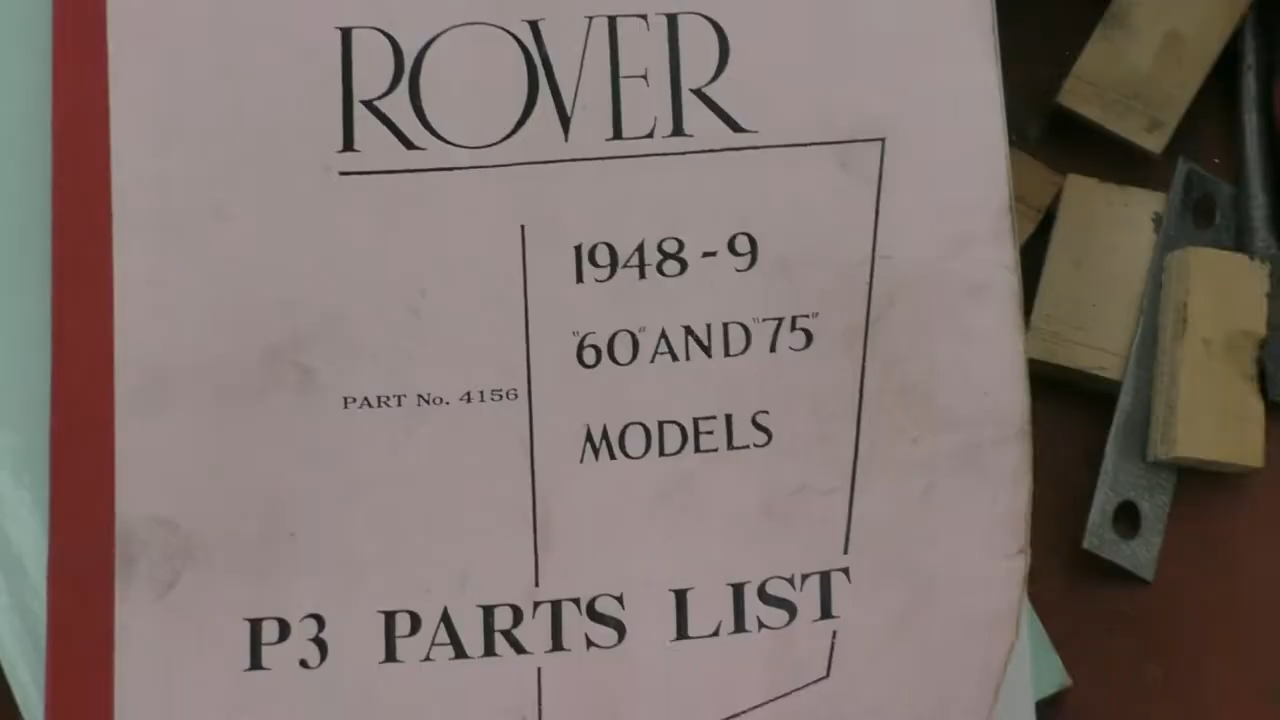 ROVER
1948-9
"60" AND "75"
PART No. 4156
MODELS
P3 PARTS LIST